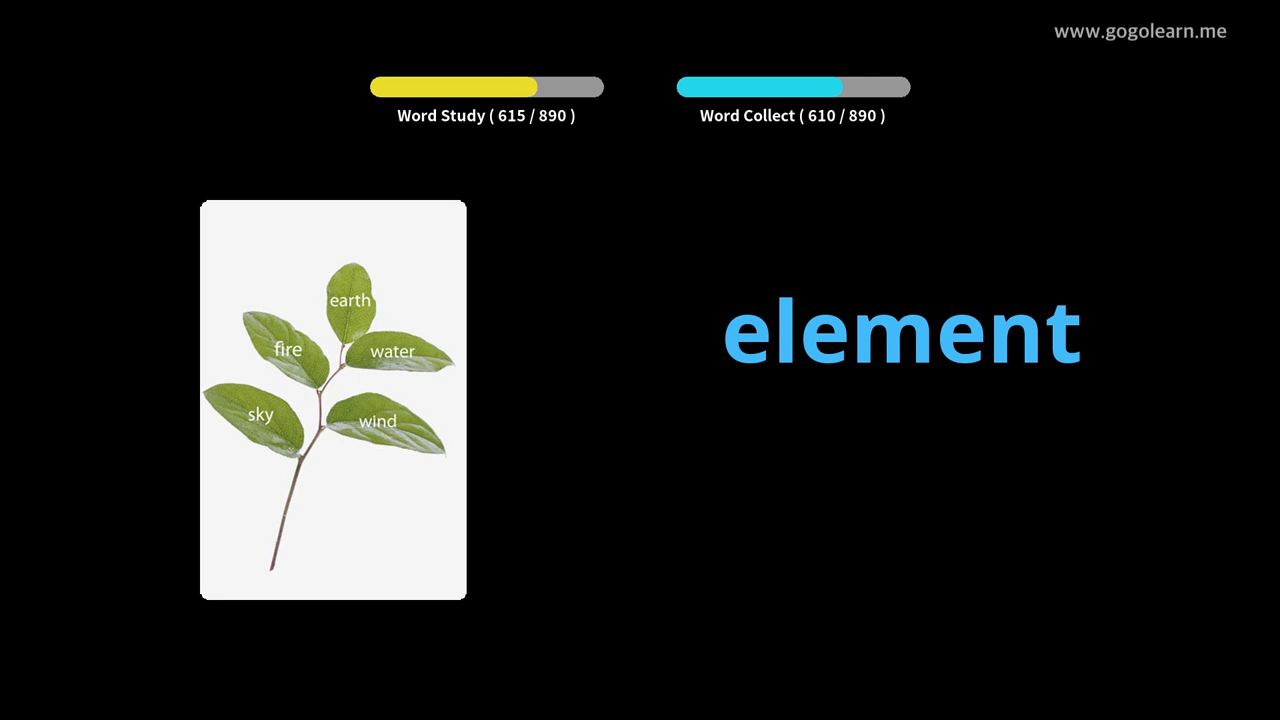 www.gogolearn.me
Word Study ( 615 / 890 )
Word Collect ( 610 / 890 )
earth
fire
water
sky
wind
element